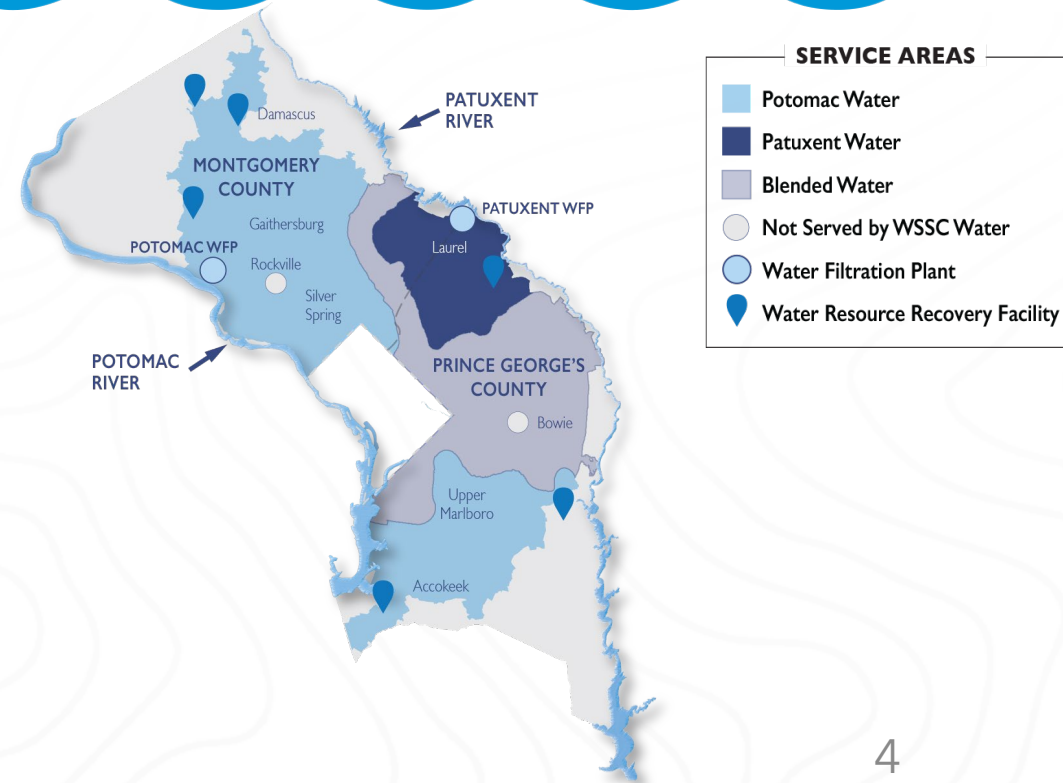 SERVICE AREAS
Potomac Water
Patuxent Water
Blended Water
Not Served by WSSC Water
Water Filtration Plant
Water Resource Recovery Facility
PATUXENT
RIVER
Damascus
MONTGOMERY
COUNTY
Gaithersburg
PATUXENT WFP
POTOMAC WFP
Laurel
Rockville
Silver
Spring
POTOMAC
RIVER
PRINCE GEORGE'S
COUNTY
Bowie
Upper
Marlboro
Accokeek
4